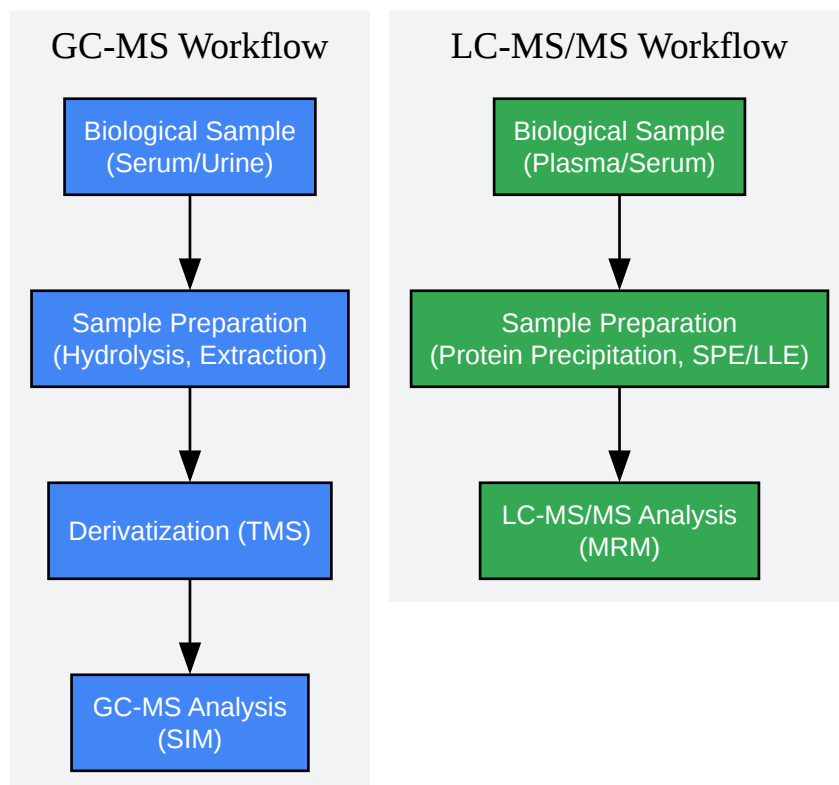 GC-MS Workflow
Biological Sample
(Serum/Urine)
Sample Preparation
(Hydrolysis, Extraction)
Derivatization (TMS)
GC-MS Analysis
(SIM)
LC-MS/MS Workflow
Biological Sample
(Plasma/Serum)
Sample Preparation
(Protein Precipitation, SPE/LLE)
LC-MS/MS Analysis
(MRM)